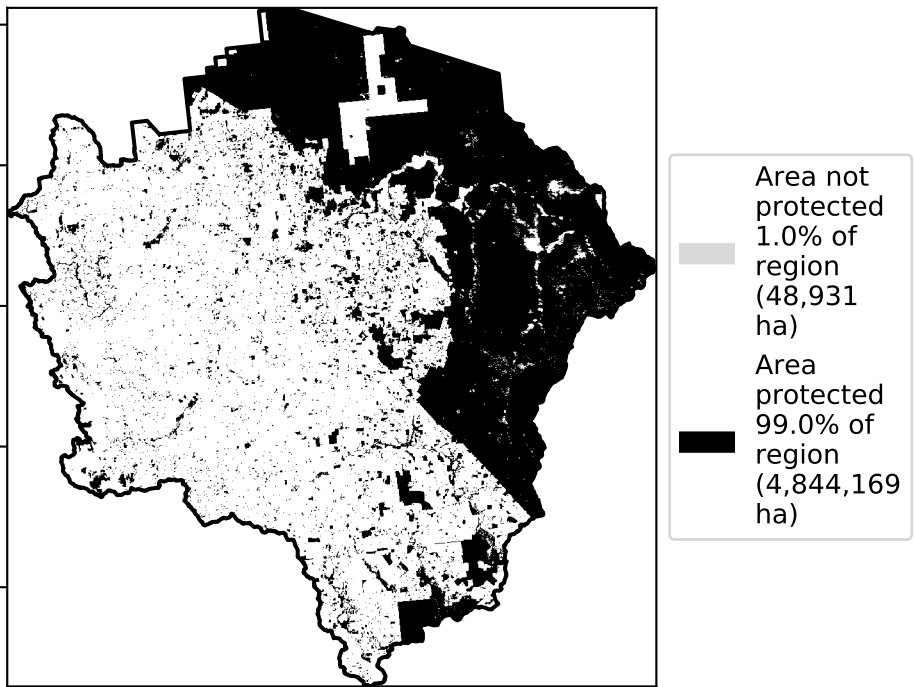 Area not
protected
1.0% of
region
(48,931
ha)
Area
protected
99.0% of
region
(4,844,169
ha)